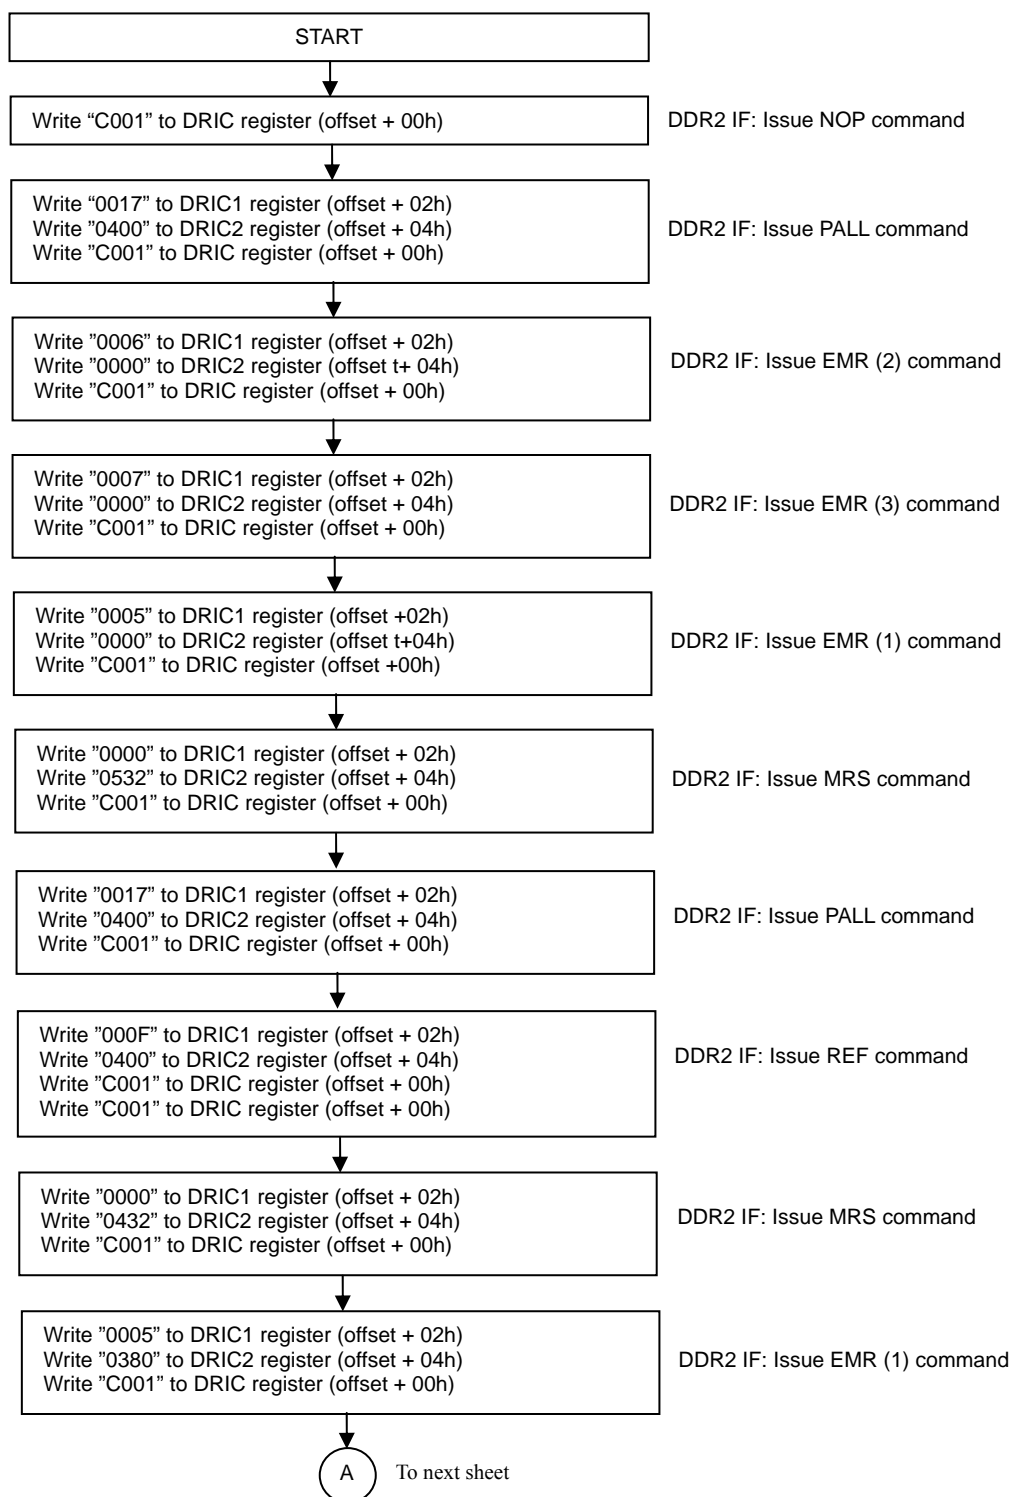 START
Write “C001” to DRIC register (offset + 00h)
DDR2 IF: Issue NOP command
Write “0017” to DRIC1 register (offset + 02h)
Write ”0400” to DRIC2 register (offset + 04h)
Write ”C001” to DRIC register (offset + 00h)
DDR2 IF: Issue PALL command
Write ”0006” to DRIC1 register (offset + 02h)
Write ”0000” to DRIC2 register (offset t+ 04h)
Write ”C001” to DRIC register (offset + 00h)
DDR2 IF: Issue EMR (2) command
Write ”0007” to DRIC1 register (offset + 02h)
Write ”0000” to DRIC2 register (offset + 04h)
Write ”C001” to DRIC register (offset + 00h)
DDR2 IF: Issue EMR (3) command
Write ”0005” to DRIC1 register (offset +02h)
Write ”0000” to DRIC2 register (offset t+04h)
Write ”C001” to DRIC register (offset +00h)
DDR2 IF: Issue EMR (1) command
Write ”0000” to DRIC1 register (offset + 02h)
Write ”0532” to DRIC2 register (offset + 04h)
Write ”C001” to DRIC register (offset + 00h)
DDR2 IF: Issue MRS command
Write ”0017” to DRIC1 register (offset + 02h)
Write ”0400” to DRIC2 register (offset + 04h)
Write ”C001” to DRIC register (offset + 00h)
DDR2 IF: Issue PALL command
Write ”000F” to DRIC1 register (offset + 02h)
Write ”0400” to DRIC2 register (offset + 04h)
Write ”C001” to DRIC register (offset + 00h)
Write ”C001” to DRIC register (offset + 00h)
DDR2 IF: Issue REF command
Write ”0000” to DRIC1 register (offset + 02h)
Write ”0432” to DRIC2 register (offset + 04h)
Write ”C001” to DRIC register (offset + 00h)
DDR2 IF: Issue MRS command
Write ”0005” to DRIC1 register (offset + 02h)
Write ”0380” to DRIC2 register (offset + 04h)
Write ”C001” to DRIC register (offset + 00h)
DDR2 IF: Issue EMR (1) command
A To next sheet